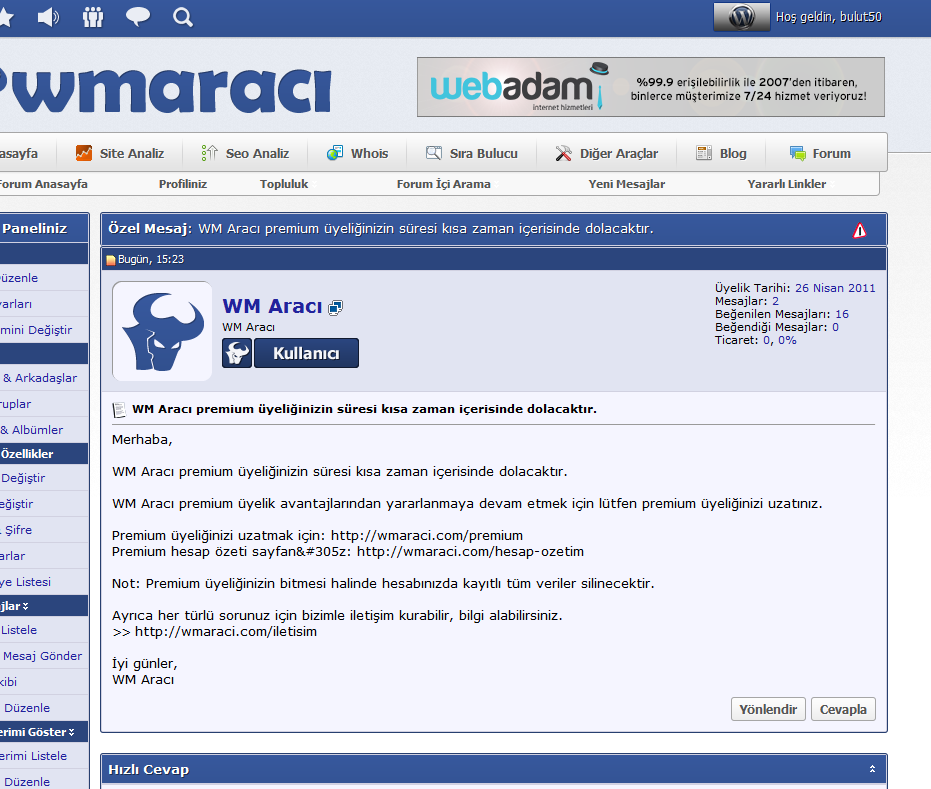 Hoş geldin, bulut50
wmaracı
webadam
internet hizmetleri
%99.9 erişilebilirlik ile 2007'den itibaren,
binlerce müşterimize 7/24 hizmet veriyoruz!
asayfa Site Analiz Seo Analiz Whois Sıra Bulucu Diğer Araçlar Blog Forum
Forum Anasayfa Profiliniz Topluluk Forum İçi Arama Yeni Mesajlar Yararlı Linkler
Paneliniz
Düzenle
arları
mini Değiştir
& Arkadaşlar
ruplar
& Albümler
Özellikler
Değiştir
eğiştir
Şifre
arlar
ye Listesi
ajlar
Listele
Mesaj Gönder
kibi
Düzenle
erimi Göster
erimi Listele
Düzenle
Özel Mesaj: WM Aracı premium üyeliğinizin süresi kısa zaman içerisinde dolacaktır.
Bugün, 15:23
WM Aracı
WM Aracı
Kullanıcı
Üyelik Tarihi: 26 Nisan 2011
Mesajlar: 2
Beğenilen Mesajları: 16
Beğendiği Mesajlar: 0
Ticaret: 0, 0%
WM Aracı premium üyeliğinizin süresi kısa zaman içerisinde dolacaktır.
Merhaba,
WM Aracı premium üyeliğinizin süresi kısa zaman içerisinde dolacaktır.
WM Aracı premium üyelik avantajlarından yararlanmaya devam etmek için lütfen premium üyeliğinizi uzatınız.
Premium üyeliğinizi uzatmak için: http://wmaraci.com/premium
Premium hesap özeti sayfan&#305z: http://wmaraci.com/hesap-ozetim
Not: Premium üyeliğinizin bitmesi halinde hesabınızda kayıtlı tüm veriler silinecektir.
Ayrıca her türlü sorunuz için bizimle iletişim kurabilir, bilgi alabilirsiniz.
>> http://wmaraci.com/iletisim
İyi günler,
WM Aracı
Yönlendir Cevapla
Hızlı Cevap